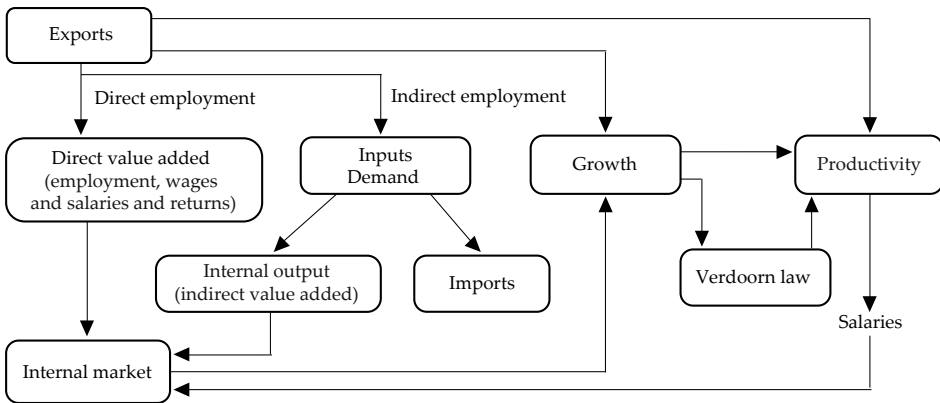 Exports
Direct employment
Indirect employment
Direct value added
(employment, wages
and salaries and returns)
Inputs
Demand
Growth
Productivity
Internal output
(indirect value added)
Imports
Verdoorn law
Salaries
Internal market